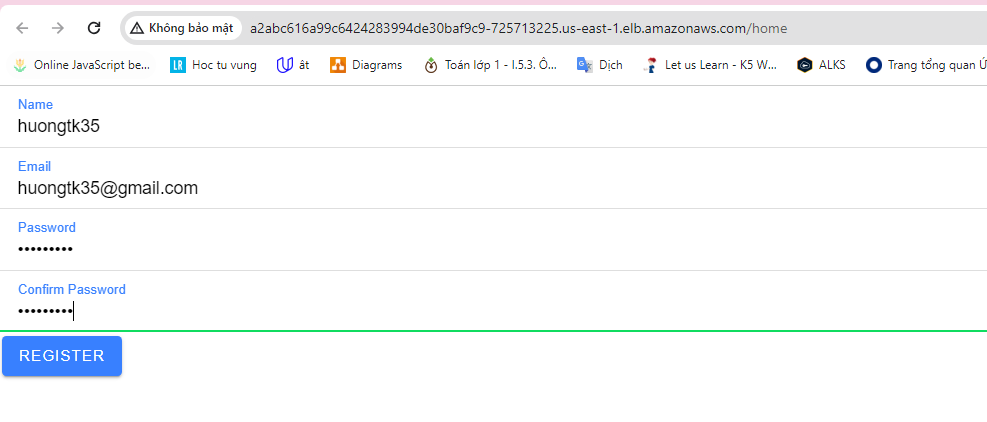 Không bảo mật a2abc616a99c6424283994de30baf9c9-725713225.us-east-1.elb.amazonaws.com/home
Online JavaScript be... LR Hoc tu vung ât Diagrams Toán lớp 1 - I.5.3. Ô... Dịch Let us Learn - K5 W... ALKS Trang tổng quan Ứ
Name
huongtk35
Email
huongtk35@gmail.com
Password
•••••••••
Confirm Password
•••••••••
REGISTER